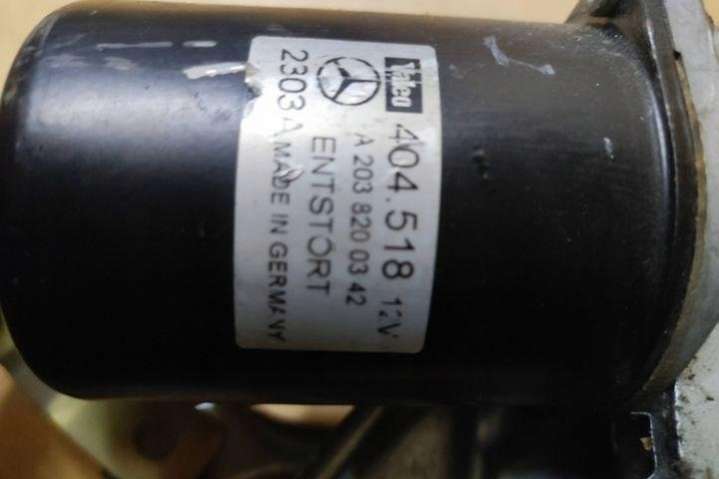 Valeo 404.518 12V
A 203 820 03 42
ENTSTÖRT
2303A MADE IN GERMANY